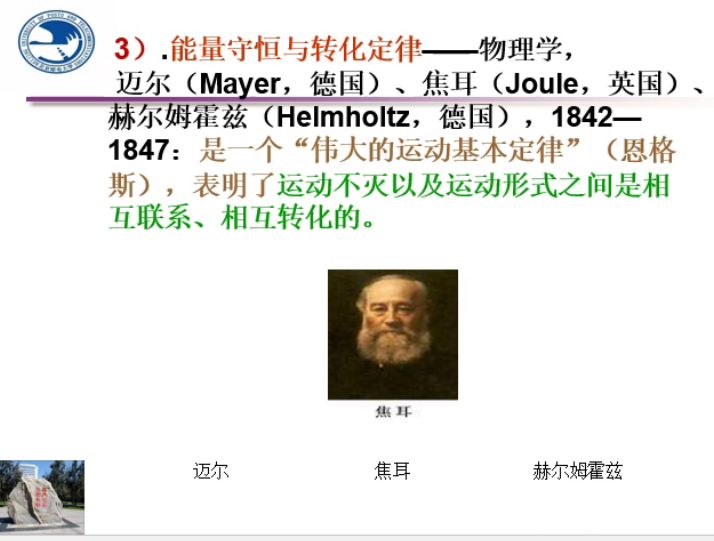 3）.能量守恒与转化定律——物理学，
迈尔（Mayer，德国）、焦耳（Joule，英国）、
赫尔姆霍兹（Helmholtz，德国），1842—
1847：是一个“伟大的运动基本定律”（恩格
斯），表明了运动不灭以及运动形式之间是相
互联系、相互转化的。
焦耳
迈尔 焦耳 赫尔姆霍兹